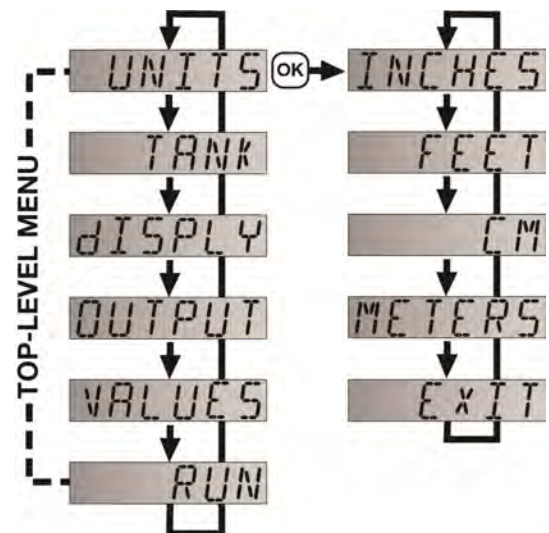 TOP-LEVEL MENU
UNITS
OK
INCHES
TANK
FEET
dISPLY
CM
OUTPUT
METERS
VALUES
ExIT
RUN